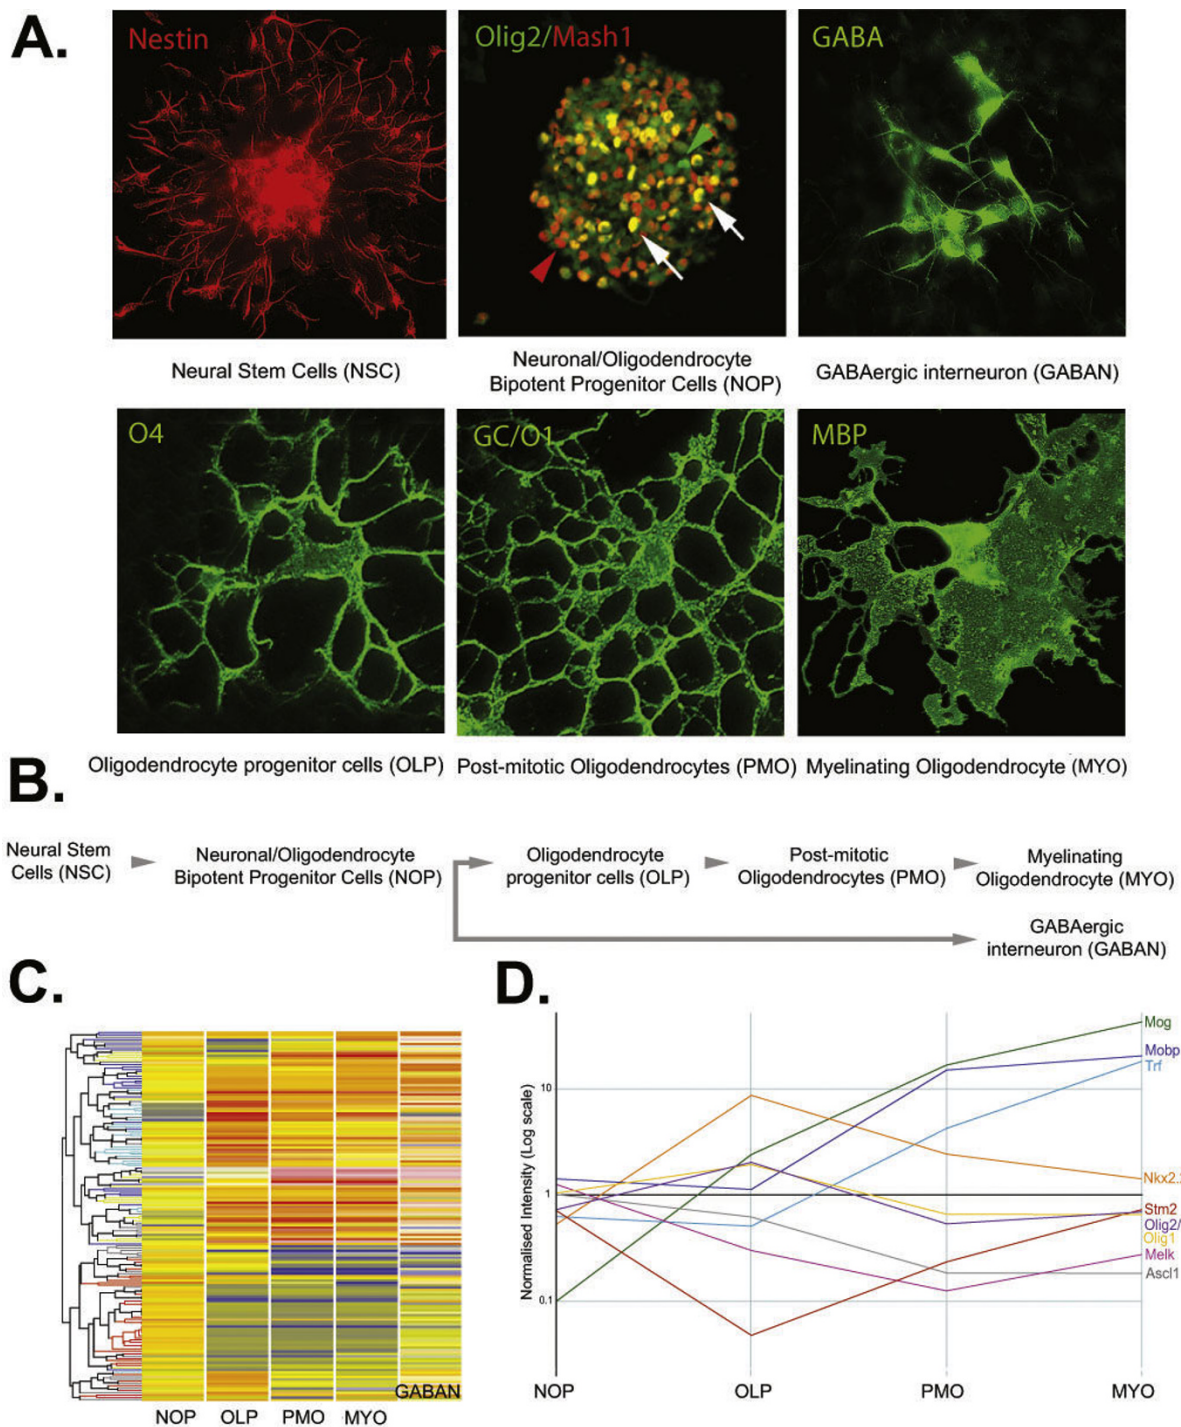 A.
Nestin
Olig2/Mash1
GABA
Neural Stem Cells (NSC)
Neuronal/Oligodendrocyte
Bipotent Progenitor Cells (NOP)
GABAergic interneuron (GABAN)
O4
GC/O1
MBP
Oligodendrocyte progenitor cells (OLP)
Post-mitotic Oligodendrocytes (PMO)
Myelinating Oligodendrocyte (MYO)
B.
Neural Stem
Cells (NSC)
Neuronal/Oligodendrocyte
Bipotent Progenitor Cells (NOP)
Oligodendrocyte
progenitor cells (OLP)
Post-mitotic
Oligodendrocytes (PMO)
Myelinating
Oligodendrocyte (MYO)
GABAergic
interneuron (GABAN)
C.
GABAN
NOP
OLP
PMO
MYO
D.
Normalised Intensity (Log scale)
10
1
0.1
Mog
Mobp
Trf
Nkx2.2
Stm2
Olig2/
Olig1
Melk
Ascl1
NOP
OLP
PMO
MYO